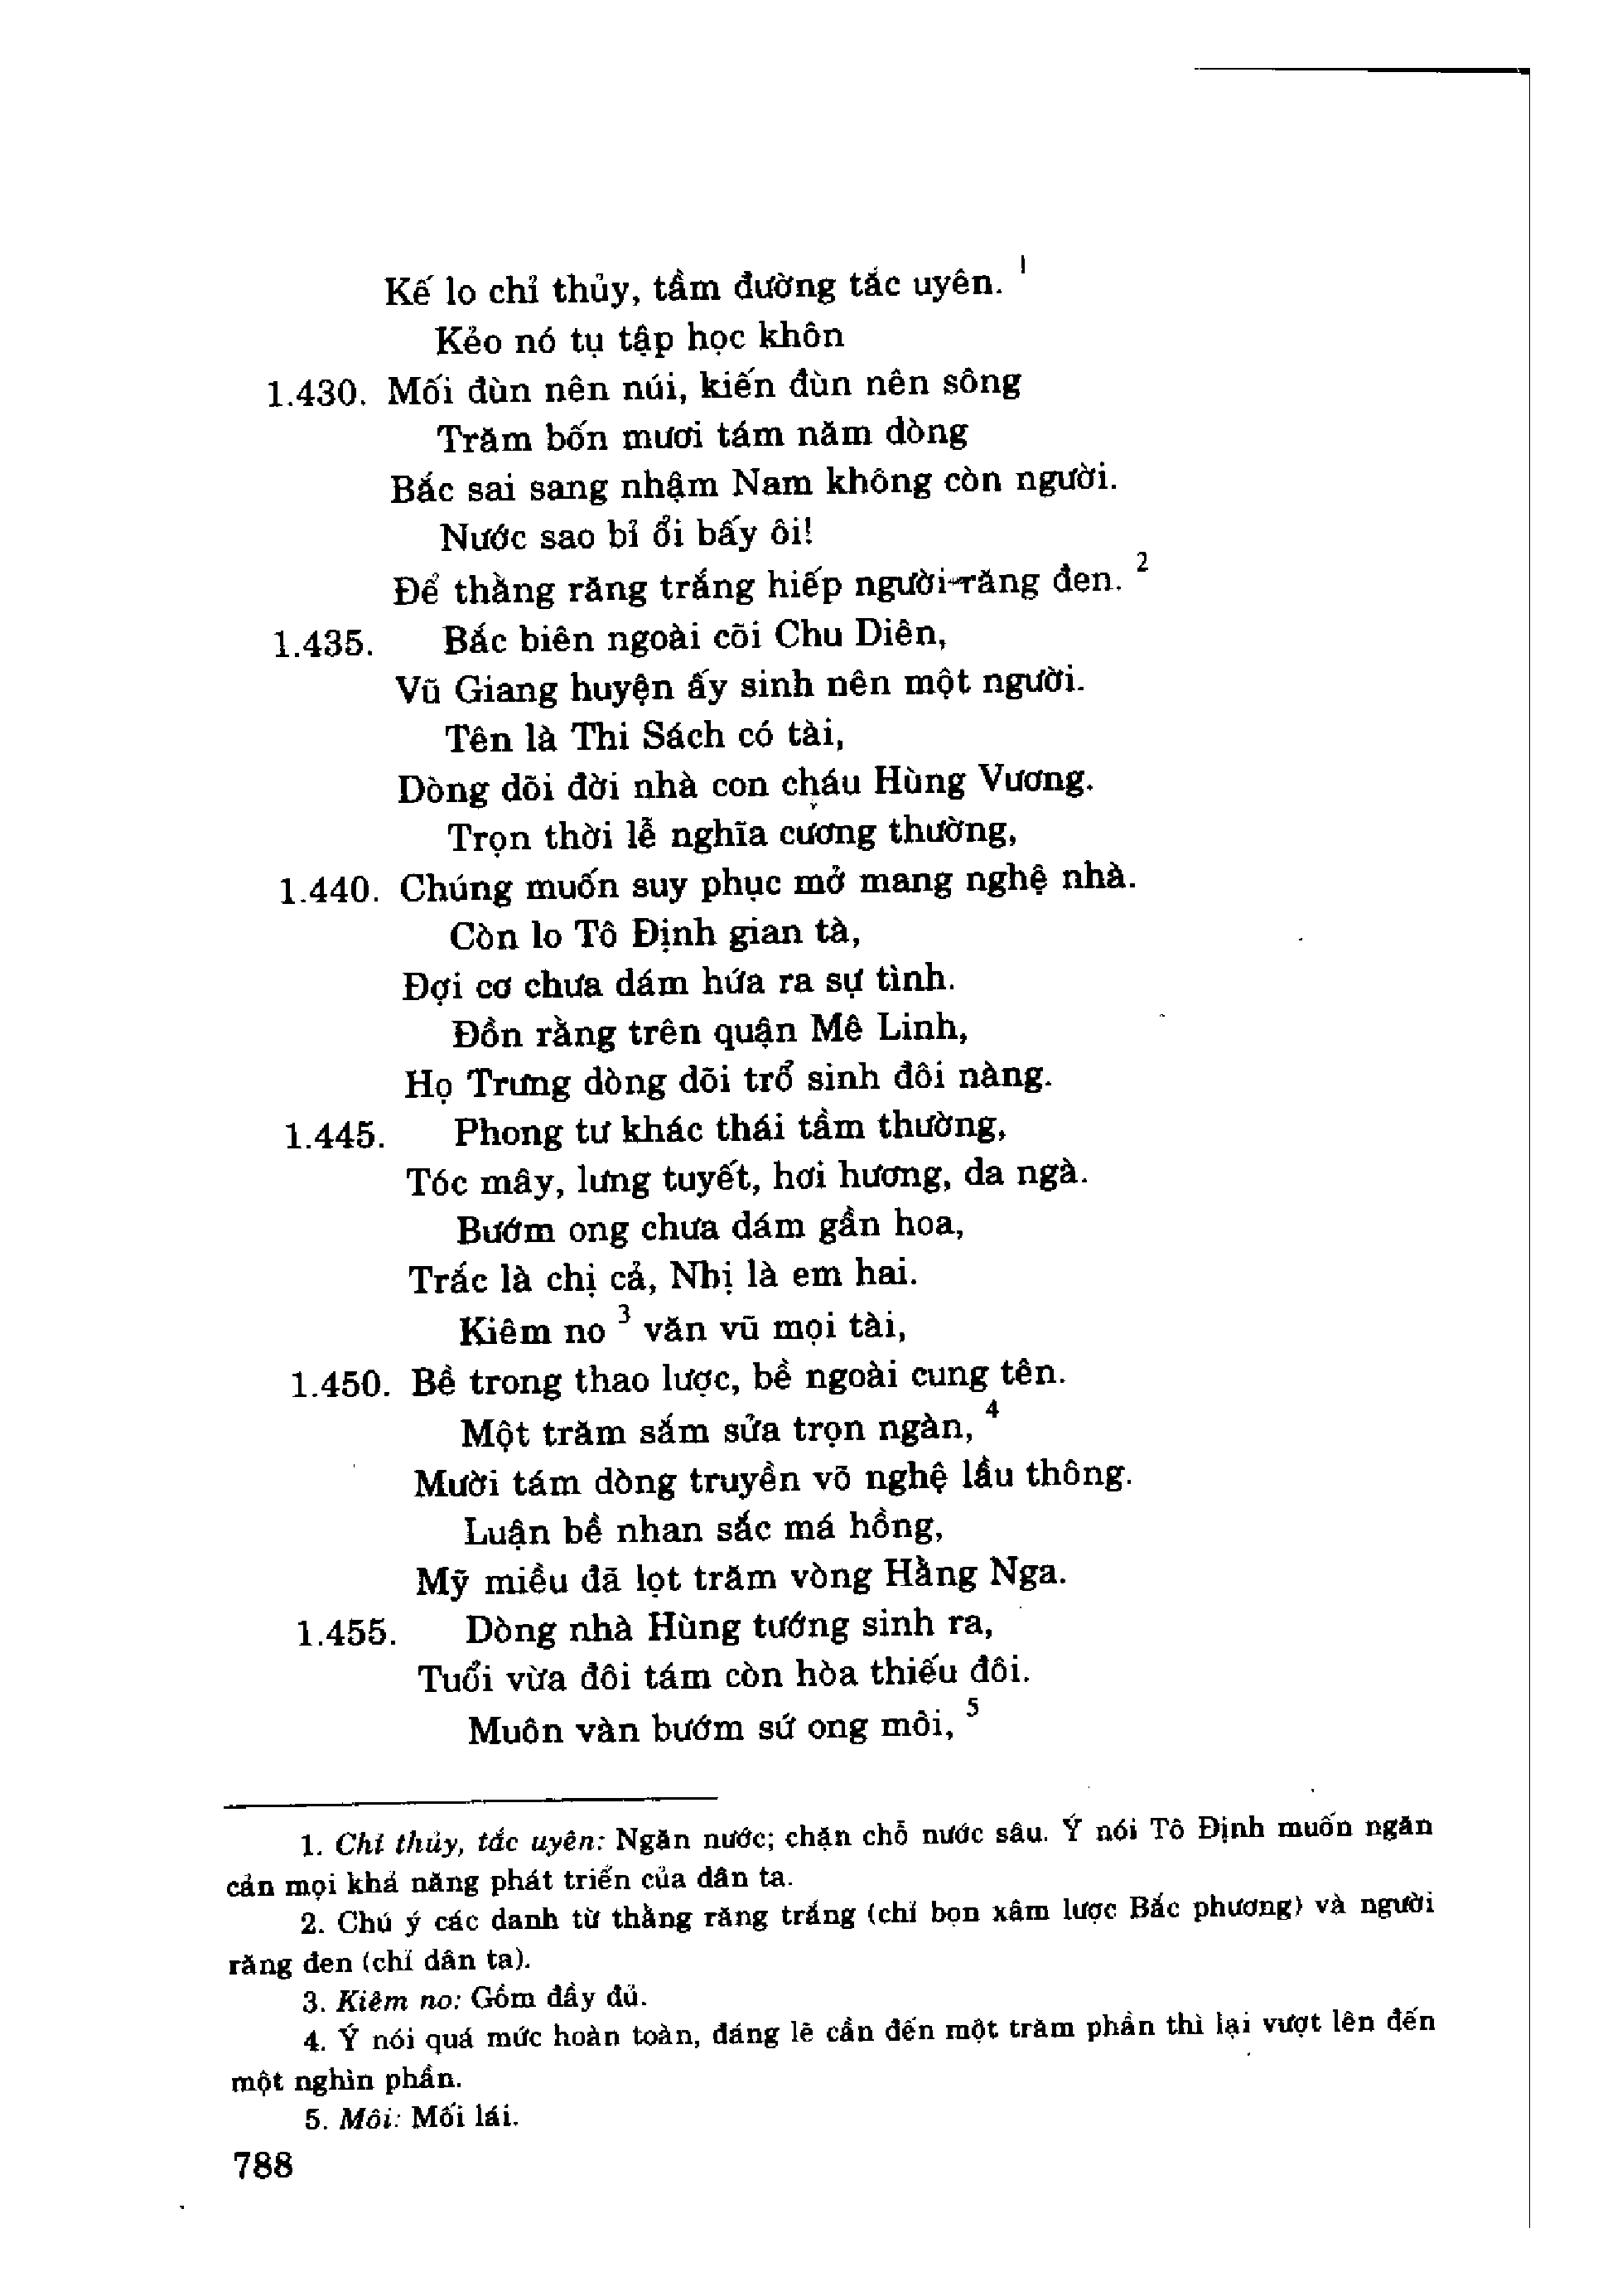 Kế lo chỉ thủy, tầm đường tắc uyên. 1
Kẻo nó tụ tập học khôn
1.430. Mối đùn nên núi, kiến đùn nên sông
Trăm bốn mươi tám năm dòng
Bắc sai sang nhậm Nam không còn người.
Nước sao bỉ ổi bấy ôi!
Để thằng răng trắng hiếp người răng đen. 2
1.435. Bắc biên ngoài cõi Chu Diên,
Vũ Giang huyện ấy sinh nên một người.
Tên là Thi Sách có tài,
Dòng dõi đời nhà con cháu Hùng Vương.
Trọn thời lễ nghĩa cương thường,
1.440. Chúng muốn suy phục mở mang nghệ nhà.
Còn lo Tô Định gian tà,
Đợi cơ chưa dám hứa ra sự tình.
Đồn rằng trên quận Mê Linh,
Họ Trưng dòng dõi trổ sinh đôi nàng.
1.445. Phong tư khác thái tầm thường,
Tóc mây, lưng tuyết, hơi hương, da ngà.
Bướm ong chưa dám gần hoa,
Trắc là chị cả, Nhị là em hai.
Kiêm no 3 văn vũ mọi tài,
1.450. Bề trong thao lược, bề ngoài cung tên.
Một trăm sắm sửa trọn ngàn, 4
Mười tám dòng truyền võ nghệ lầu thông.
Luận bề nhan sắc má hồng,
Mỹ miều đã lọt trăm vòng Hằng Nga.
1.455. Dòng nhà Hùng tướng sinh ra,
Tuổi vừa đôi tám còn hòa thiếu đôi.
Muôn vàn bướm sứ ong môi, 5
1. Chỉ thủy, tắc uyên: Ngăn nước; chặn chỗ nước sâu. Ý nói Tô Định muốn ngăn
cản mọi khả năng phát triển của dân ta.
2. Chú ý các danh từ thằng răng trắng (chỉ bọn xâm lược Bắc phương) và người
răng đen (chỉ dân ta).
3. Kiêm no: Gồm đầy đủ.
4. Ý nói quá mức hoàn toàn, đáng lẽ cần đến một trăm phần thì lại vượt lên đến
một nghìn phần.
5. Môi: Mối lái.
788